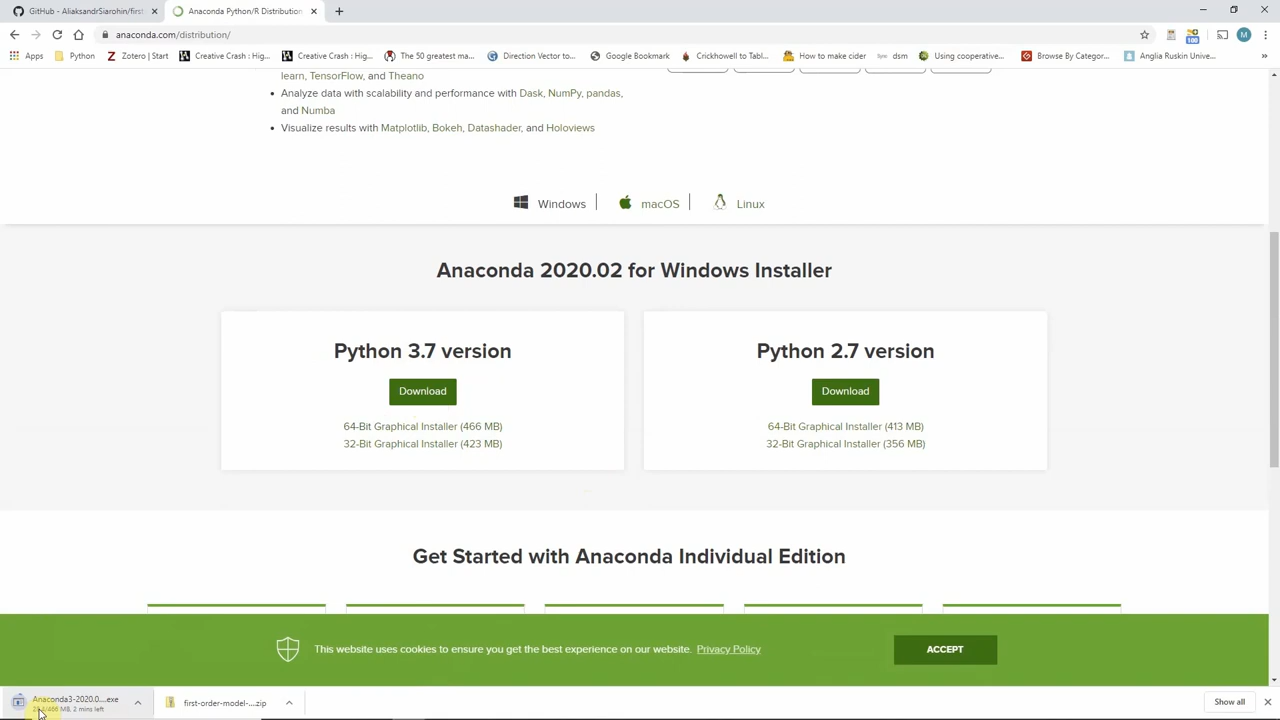 GitHub - AliaksandrSiarohin/first
Anaconda Python/R Distribution
anaconda.com/distribution/
100
M
Apps
Python
Zotero | Start
Creative Crash : Hig...
Creative Crash : Hig...
The 50 greatest ma...
Direction Vector to...
Google Bookmark
Crickhowell to Tabl...
How to make cider
dsm
Using cooperative...
Browse By Categor...
Anglia Ruskin Unive...
learn, TensorFlow, and Theano
Analyze data with scalability and performance with Dask, NumPy, pandas,
and Numba
Visualize results with Matplotlib, Bokeh, Datashader, and Holoviews
Windows
macOS
Linux
Anaconda 2020.02 for Windows Installer
Python 3.7 version
Download
64-Bit Graphical Installer (466 MB)
32-Bit Graphical Installer (423 MB)
Python 2.7 version
Download
64-Bit Graphical Installer (413 MB)
32-Bit Graphical Installer (356 MB)
Get Started with Anaconda Individual Edition
This website uses cookies to ensure you get the best experience on our website. Privacy Policy
ACCEPT
Anaconda3-2020.0....exe
/466 MB, 2 mins left
first-order-model-....zip
Show all